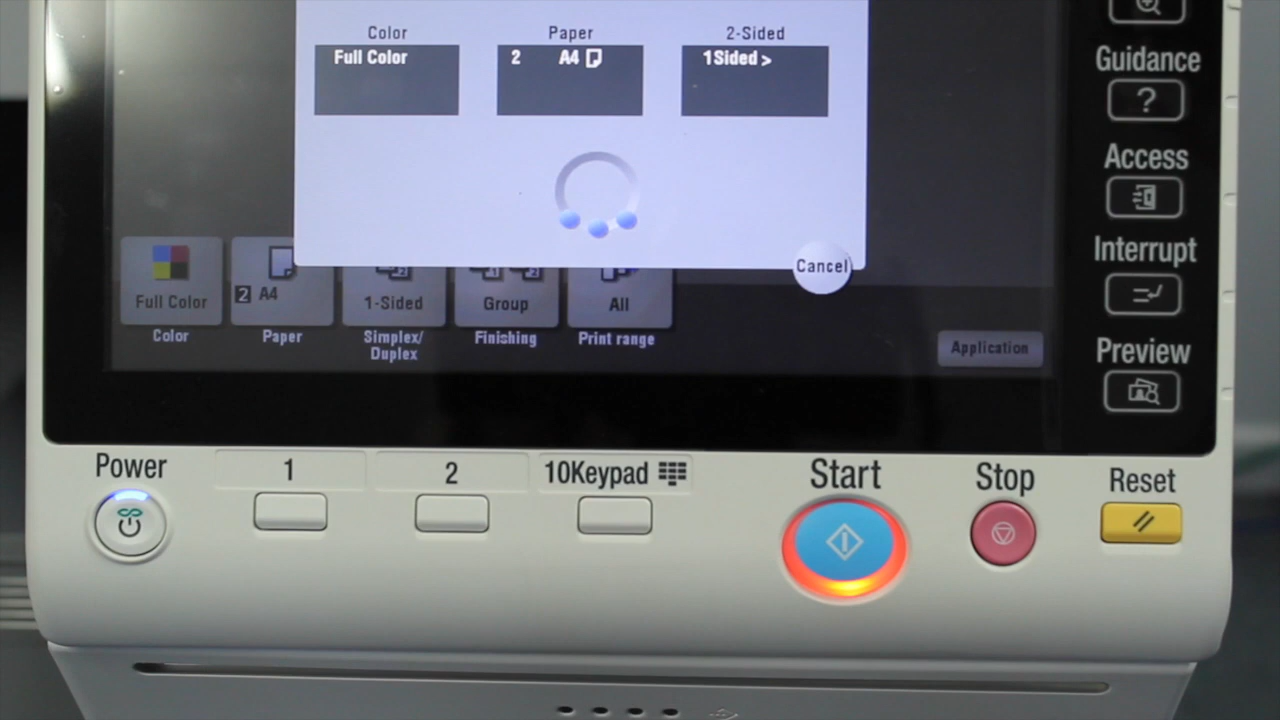 Color Paper 2-Sided
Full Color 2 A4 1Sided >
Guidance
?
Access
Interrupt
Cancel
Full Color 2 A4 1-Sided Group All
Color Paper Simplex/ Finishing Print range
Duplex
Application
Preview
Power 1 2 10Keypad Start Stop Reset